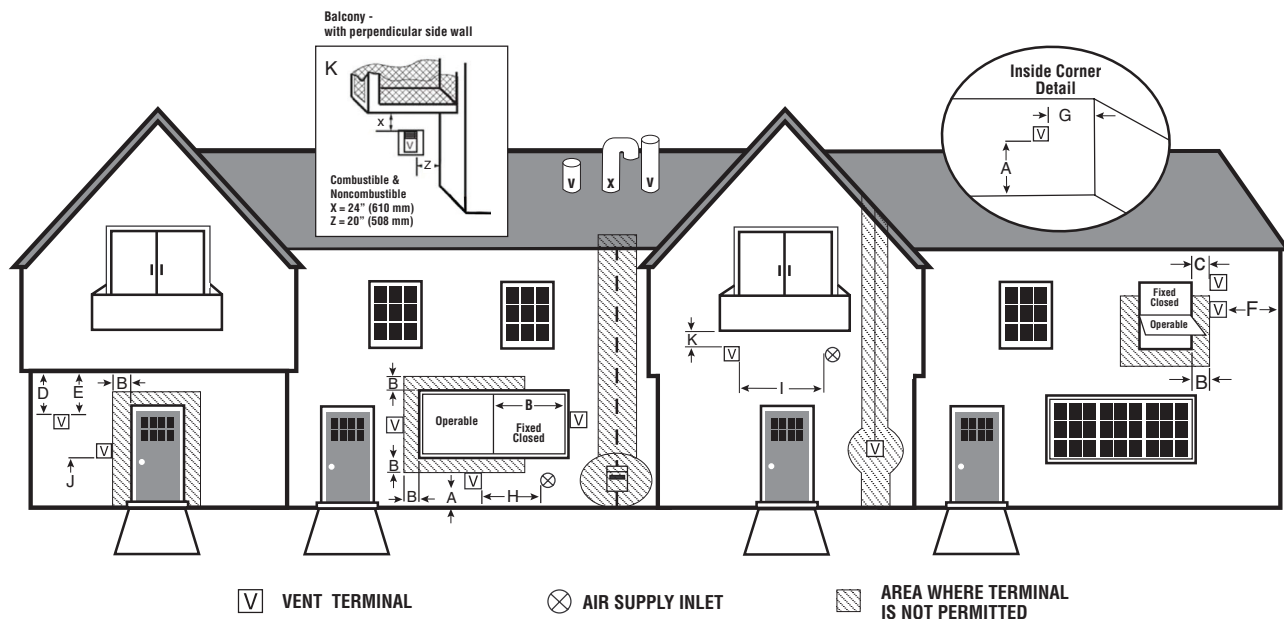 Balcony -
with perpendicular side wall
K
X
V
Z
Combustible &
Noncombustible
X = 24” (610 mm)
Z = 20” (508 mm)
V
X
V
Inside Corner
Detail
G
V
A
C
V
Fixed
Closed
V
F
Operable
B
K
V
I
D
E
B
V
V
J
B
B
Operable
Fixed
Closed
V
V
B
B
V
A
H
V
V VENT TERMINAL
AIR SUPPLY INLET
AREA WHERE TERMINAL
IS NOT PERMITTED